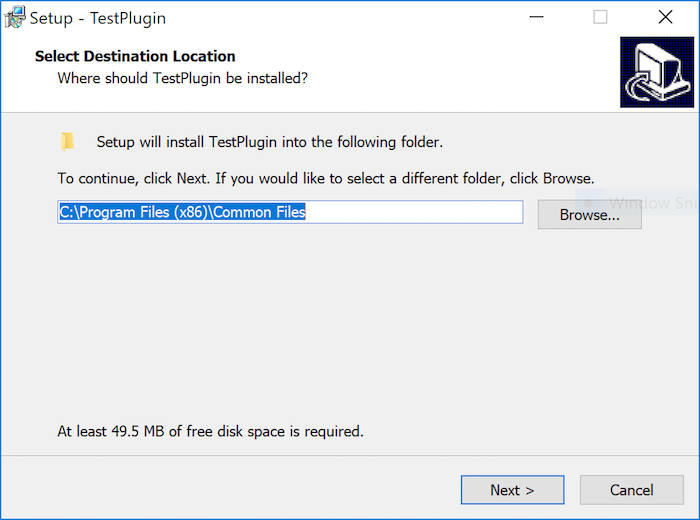 Setup - TestPlugin
Select Destination Location
Where should TestPlugin be installed?
Setup will install TestPlugin into the following folder.
To continue, click Next. If you would like to select a different folder, click Browse.
C:\Program Files (x86)\Common Files
Browse...
Window Sni
At least 49.5 MB of free disk space is required.
Next >
Cancel